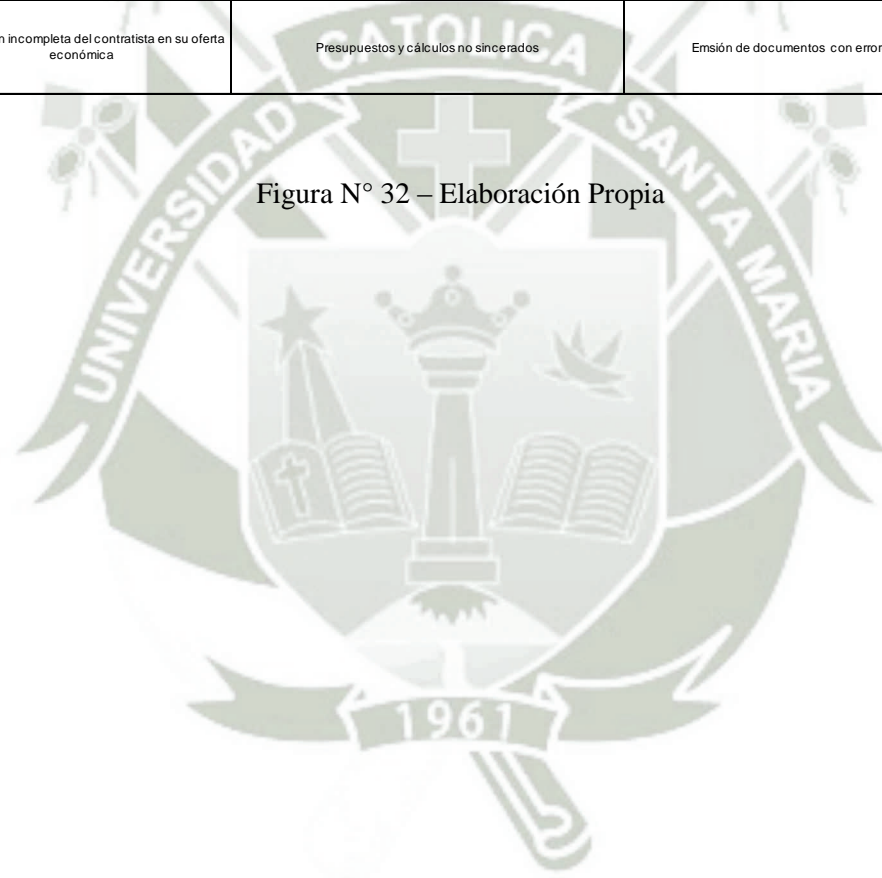 n incompleta del contratista en su oferta
económica
Presupuestos y cálculos no sincerados
Emsión de documentos con error
Figura N° 32 – Elaboración Propia
UNIVERSIDAD CATOLICA SANTA MARIA
1961